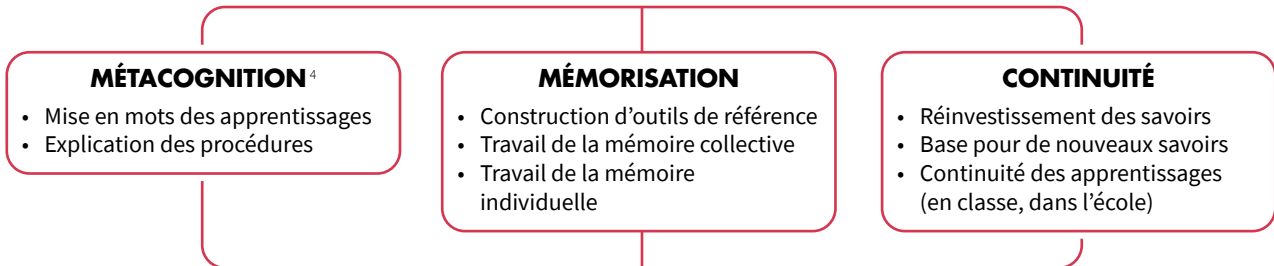 MÉTACOGNITION 4
• Mise en mots des apprentissages
• Explication des procédures
MÉMORISATION
• Construction d’outils de référence
• Travail de la mémoire collective
• Travail de la mémoire
individuelle
CONTINUITÉ
• Réinvestissement des savoirs
• Base pour de nouveaux savoirs
• Continuité des apprentissages
(en classe, dans l’école)